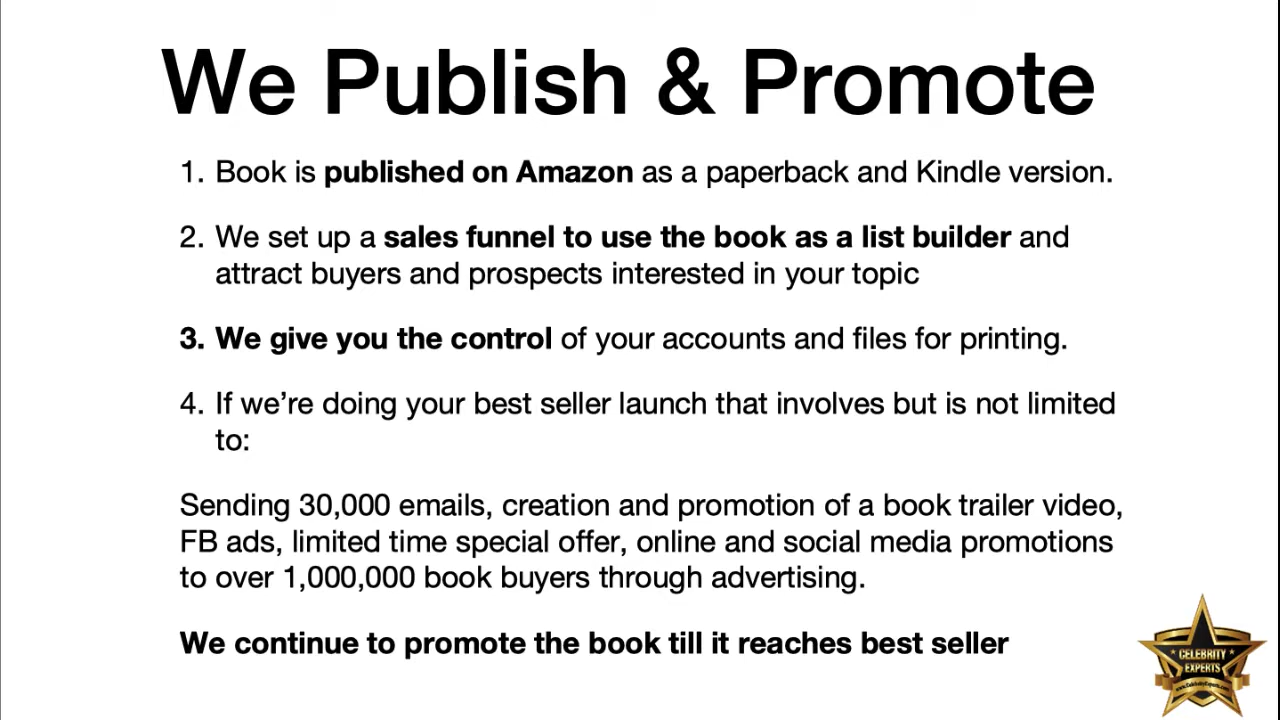 We Publish & Promote
1. Book is published on Amazon as a paperback and Kindle version.
2. We set up a sales funnel to use the book as a list builder and
attract buyers and prospects interested in your topic
3. We give you the control of your accounts and files for printing.
4. If we’re doing your best seller launch that involves but is not limited
to:
Sending 30,000 emails, creation and promotion of a book trailer video,
FB ads, limited time special offer, online and social media promotions
to over 1,000,000 book buyers through advertising.
We continue to promote the book till it reaches best seller
CELEBRITY
EXPERTS
www.CelebrityExperts.com